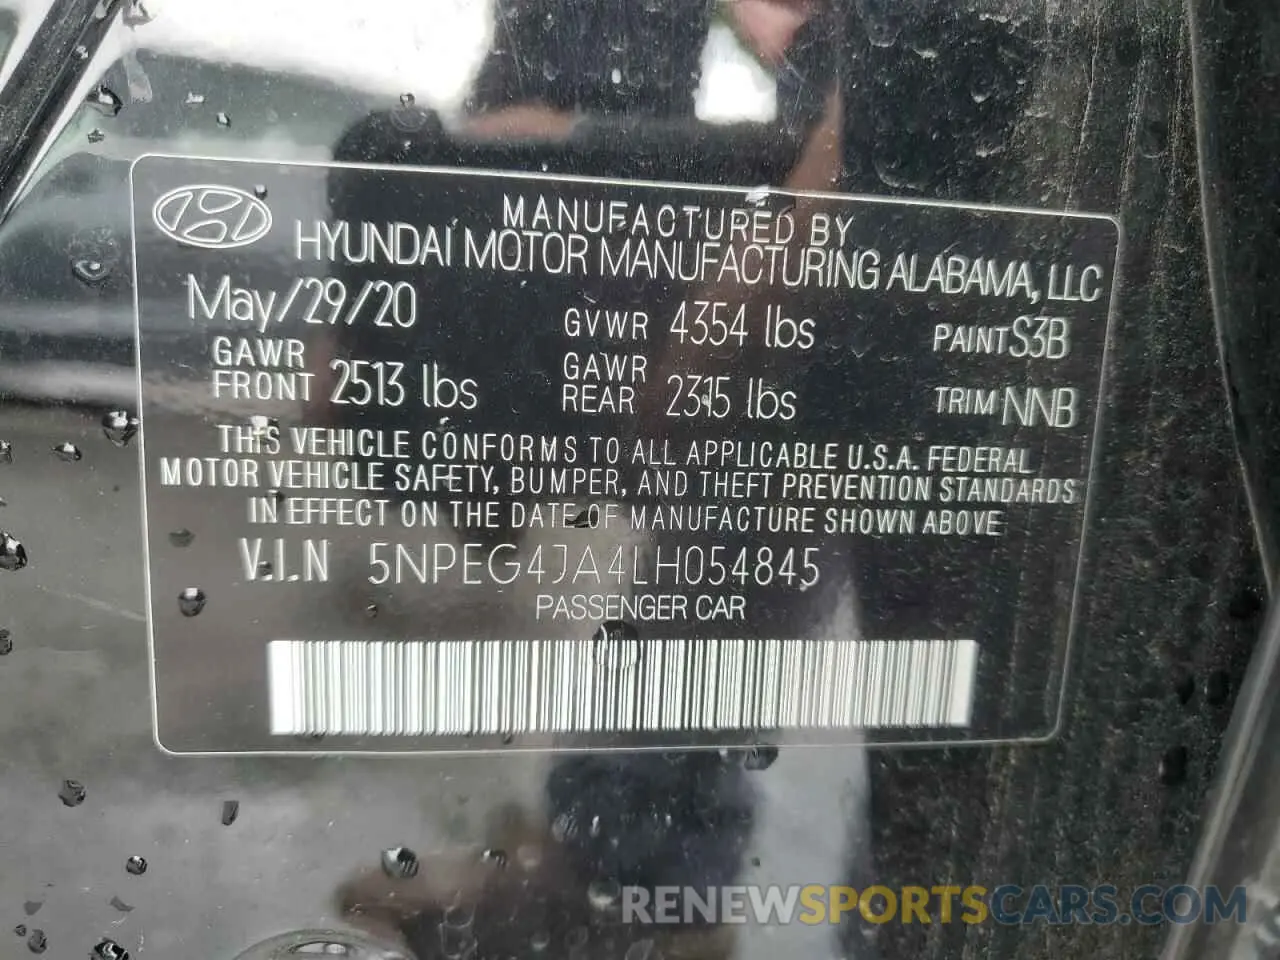 MANUFACTURED BY
HYUNDAI MOTOR MANUFACTURING ALABAMA, LLC
May/29/20 GVWR 4354 lbs PAINT S3B
GAWR FRONT 2513 lbs GAWR REAR 2315 lbs TRIM NNB
THIS VEHICLE CONFORMS TO ALL APPLICABLE U.S.A. FEDERAL
MOTOR VEHICLE SAFETY, BUMPER, AND THEFT PREVENTION STANDARDS
IN EFFECT ON THE DATE OF MANUFACTURE SHOWN ABOVE
V.I.N 5NPEG4JA4LH054845
PASSENGER CAR
RENEWSPORTSCARS.COM